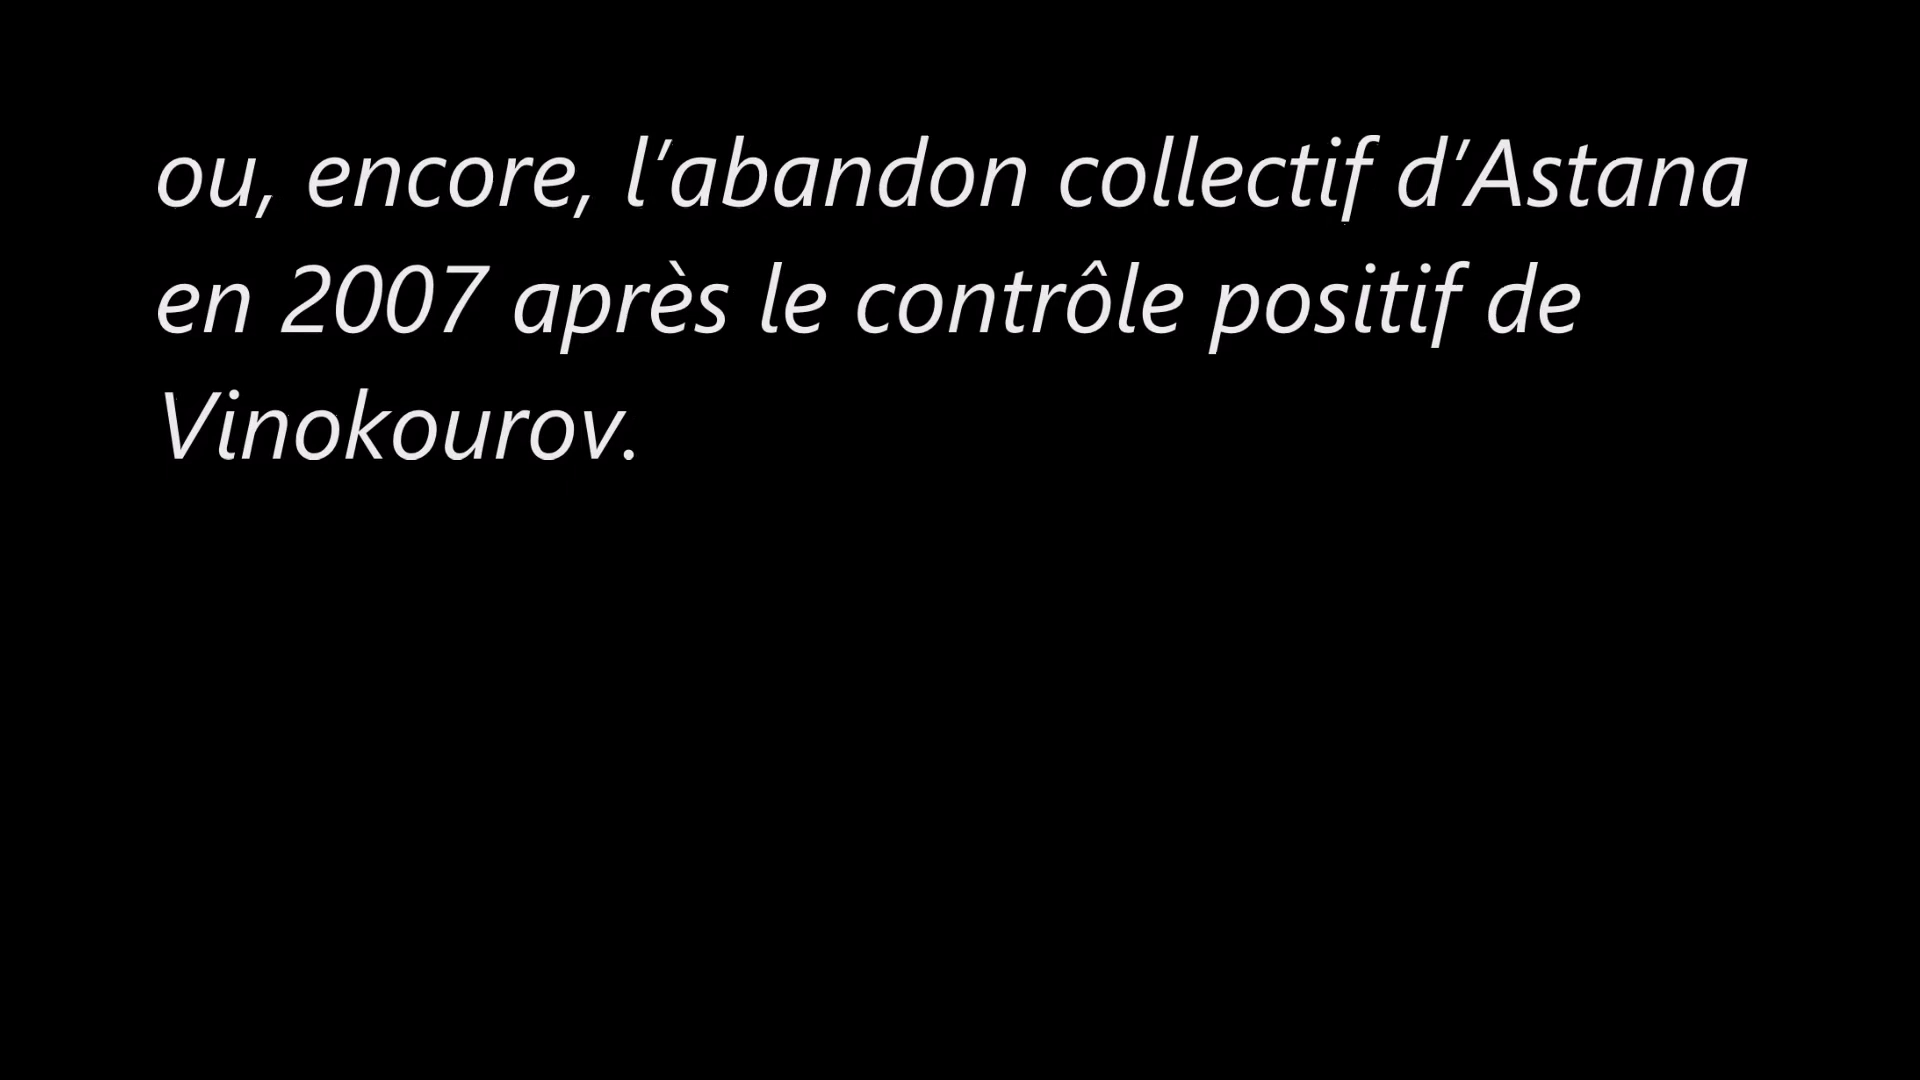 ou, encore, l’abandon collectif d’Astana
en 2007 après le contrôle positif de
Vinokourov.